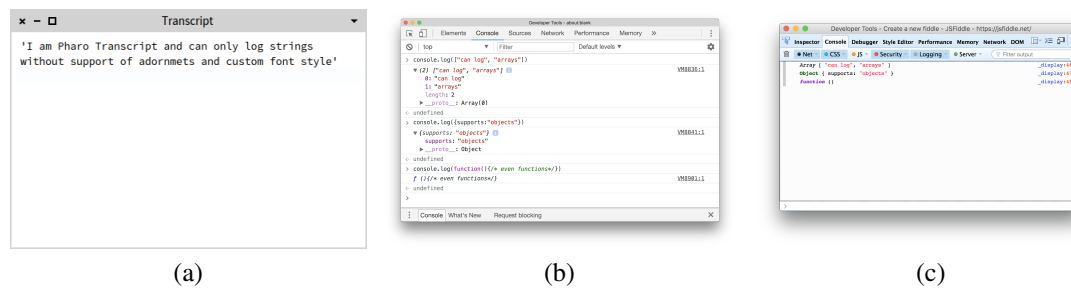 Transcript
'I am Pharo Transcript and can only log strings
without support of adornmets and custom font style'
(a)
Developer Tools - about:blank
Elements Console Sources Network Performance Memory »
top ▼ Filter Default levels ▼
> console.log(["can log", "arrays"])
▼ (2) ["can log", "arrays"] VM8836:1
0: "can log"
1: "arrays"
length: 2
▶ __proto__: Array(0)
undefined
> console.log({supports:"objects"})
▼ {supports: "objects"} VM8841:1
supports: "objects"
▶ __proto__: Object
undefined
> console.log(function(){/* even functions*/})
ƒ (){/* even functions*/} VM8901:1
undefined
>
Console What's New Request blocking
(b)
Developer Tools - Create a new fiddle - JSFiddle - https://jsfiddle.net/
Inspector Console Debugger Style Editor Performance Memory Network DOM
Net CSS JS Security Logging Server Filter output
Array [ "can log", "arrays" ] _display:
Object { supports: "objects" } _display:
function () _display:
(c)